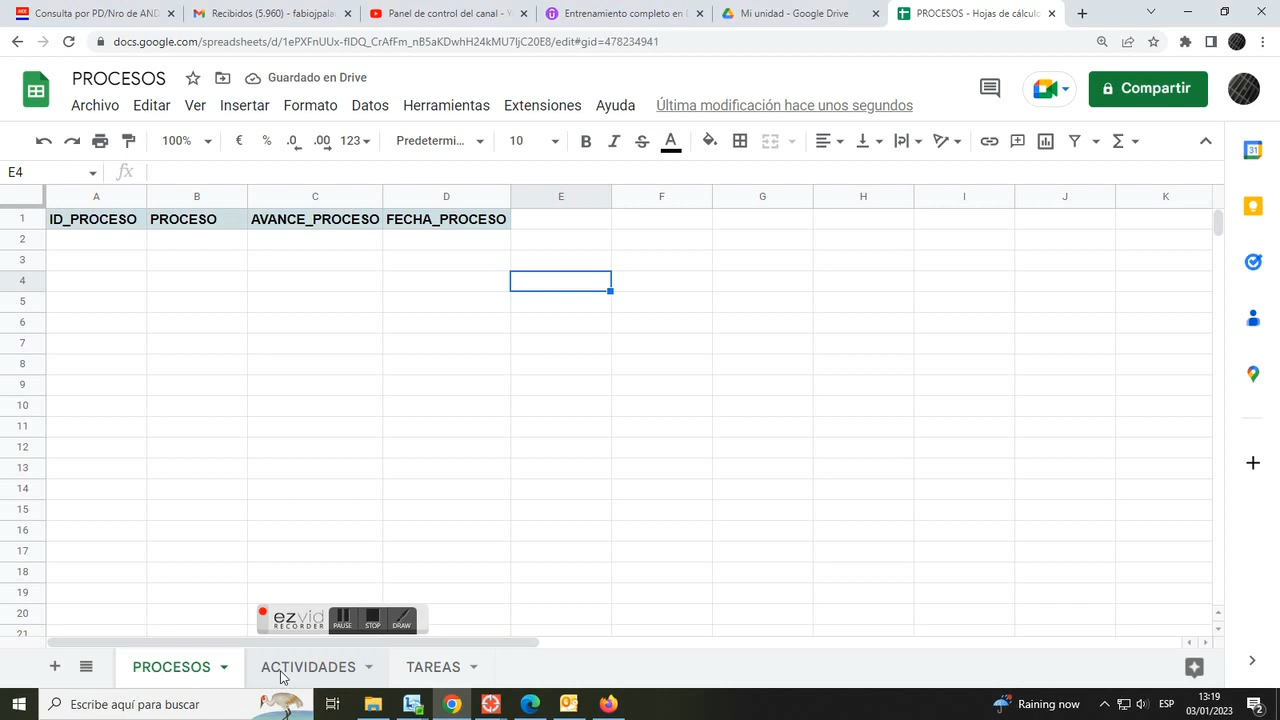 Consulta por PD/Nno de AND
Recibidos (5.960) - fabiojpala
Panel de control del canal - Y
Entrenamiento completo en E
Mi unidad - Google Drive
PROCESOS - Hojas de cálculo
docs.google.com/spreadsheets/d/1ePXFnUUx-flDQ_CrAfFm_nB5aKDwhH24kMU7IjC20E8/edit#gid=478234941
PROCESOS
Guardado en Drive
Archivo Editar Ver Insertar Formato Datos Herramientas Extensiones Ayuda Última modificación hace unos segundos
Compartir
100% € % .0 .00 123 Predetermi... 10 B I S A Σ
31
E4 fx
A B C D E F G H I J K
1 ID_PROCESO PROCESO AVANCE_PROCESO FECHA_PROCESO
2
3
4
5
6
7
8
9
10
11
12
13
14
15
16
17
18
19
20
21
ezvid
RECORDER
PAUSE STOP DRAW
PROCESOS ACTIVIDADES TAREAS
Escribe aquí para buscar
Raining now
ESP
13:19
03/01/2023
2